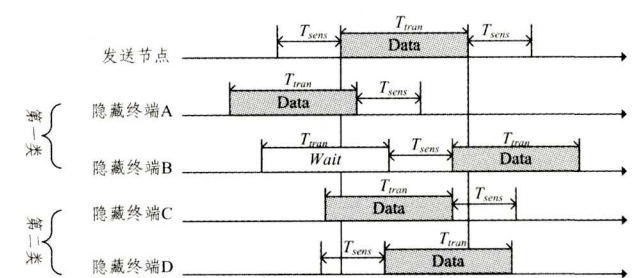 T_sens T_tran T_sens
发送节点 Data
T_tran T_sens
隐藏终端A Data
第一类
T_tran T_sens T_tran
隐藏终端B Wait Data
T_tran T_sens
隐藏终端C Data
第二类
T_sens T_tran
隐藏终端D Data